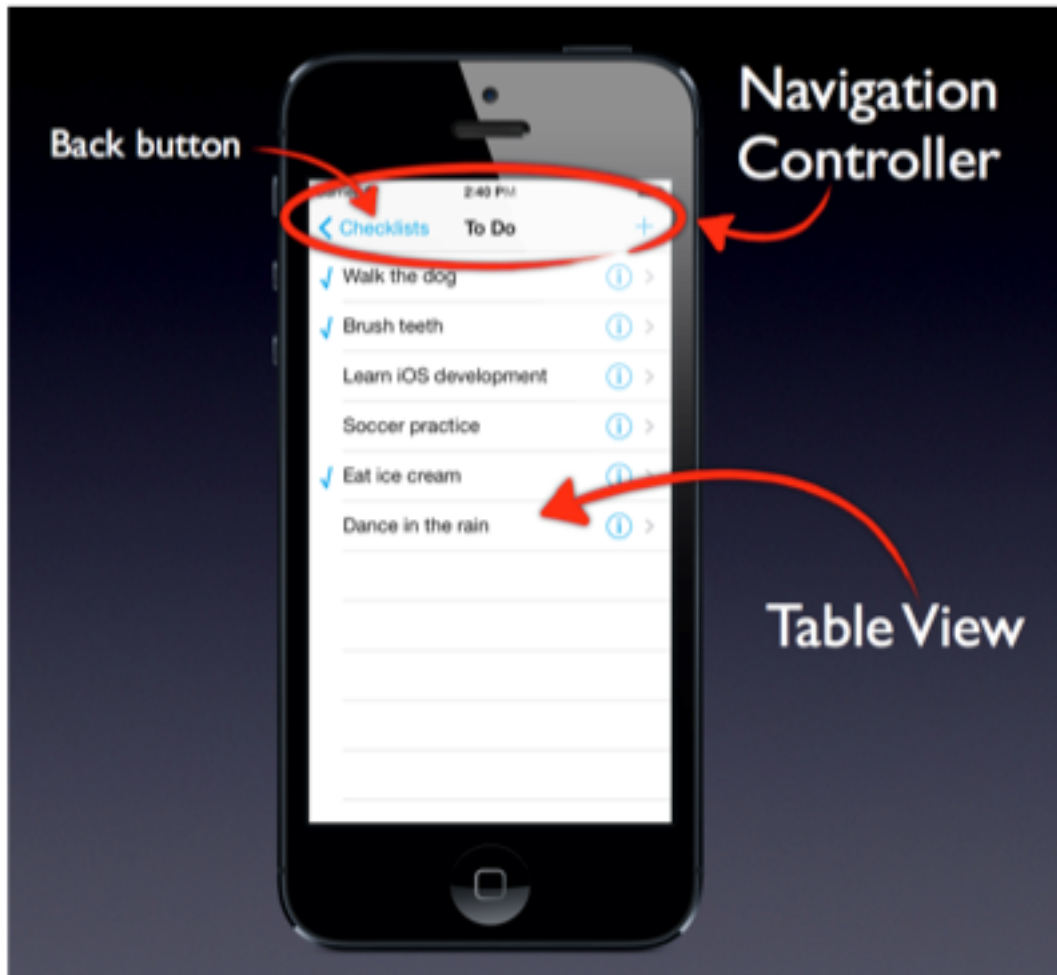 Navigation
Controller
Back button
2:40 PM
Checklists To Do +
Walk the dog
Brush teeth
Learn iOS development
Soccer practice
Eat ice cream
Dance in the rain
Table View